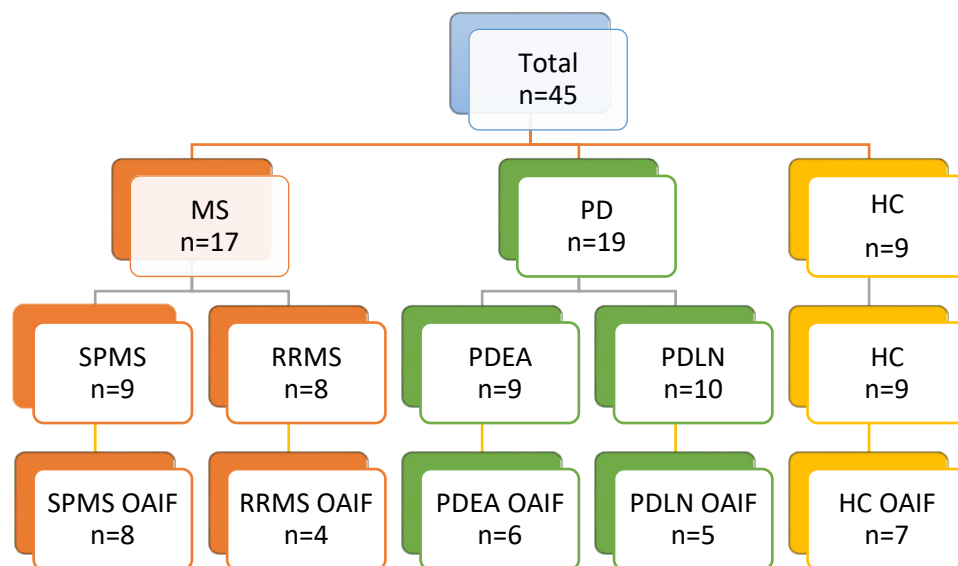 Total
n=45
MS
n=17
PD
n=19
HC
n=9
SPMS
n=9
RRMS
n=8
PDEA
n=9
PDLN
n=10
HC
n=9
SPMS OAIF
n=8
RRMS OAIF
n=4
PDEA OAIF
n=6
PDLN OAIF
n=5
HC OAIF
n=7